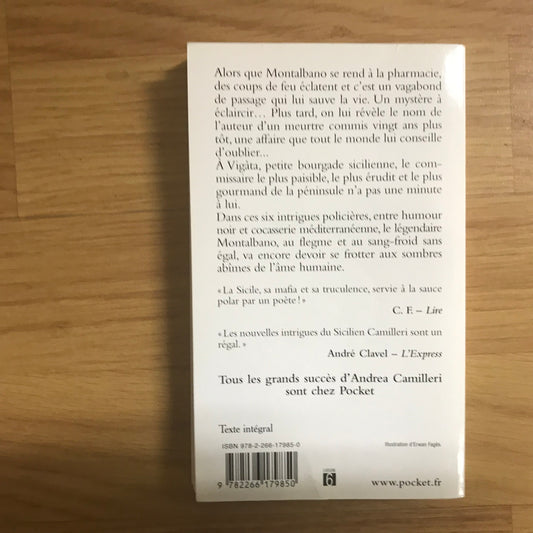 Alors que Montalbano se rend à la pharmacie,
des coups de feu éclatent et c'est un vagabond
de passage qui lui sauve la vie. Un mystère à
éclaircir... Plus tard, on lui révèle le nom de
l'auteur d'un meurtre commis vingt ans plus
tôt, une affaire que tout le monde lui conseille
d'oublier...
À Vigàta, petite bourgade sicilienne, le com-
missaire le plus paisible, le plus érudit et le plus
gourmand de la péninsule n'a pas une minute
à lui.
Dans ces six intrigues policières, entre humour
noir et cocasserie méditerranéenne, le légendaire
Montalbano, au flegme et au sang-froid sans
égal, va encore devoir se frotter aux sombres
abîmes de l'âme humaine.
« La Sicile, sa mafia et sa truculence, servie à la sauce
polar par un poète ! »
C. F. – Lire
« Les nouvelles intrigues du Sicilien Camilleri sont un
régal. »
André Clavel – L'Express
Tous les grands succès d'Andrea Camilleri
sont chez Pocket
Texte intégral
ISBN 978-2-266-17985-0
Illustration d'Erwan Fagès
9 782266 179850
6
www.pocket.fr